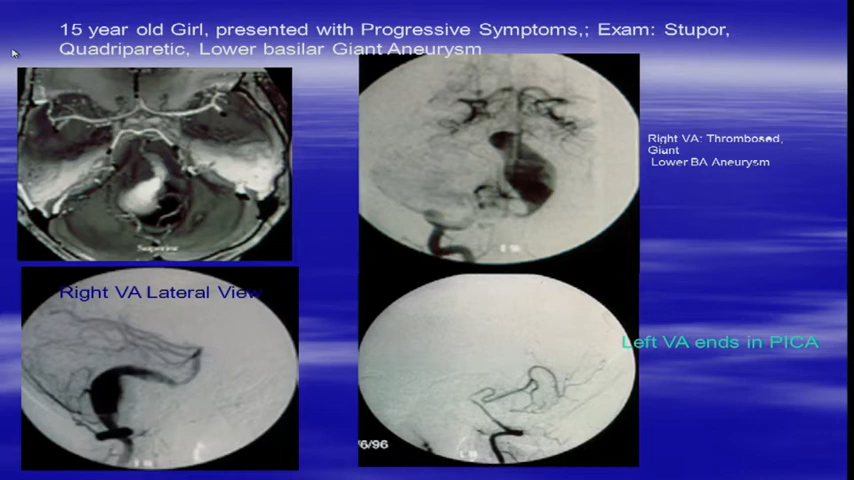 15 year old Girl, presented with Progressive Symptoms,; Exam: Stupor,
Quadriparetic, Lower basilar Giant Aneurysm
Right VA: Thrombosed,
Giant
Lower BA Aneurysm
Superior
Right VA Lateral View
Left VA ends in PICA
6/96